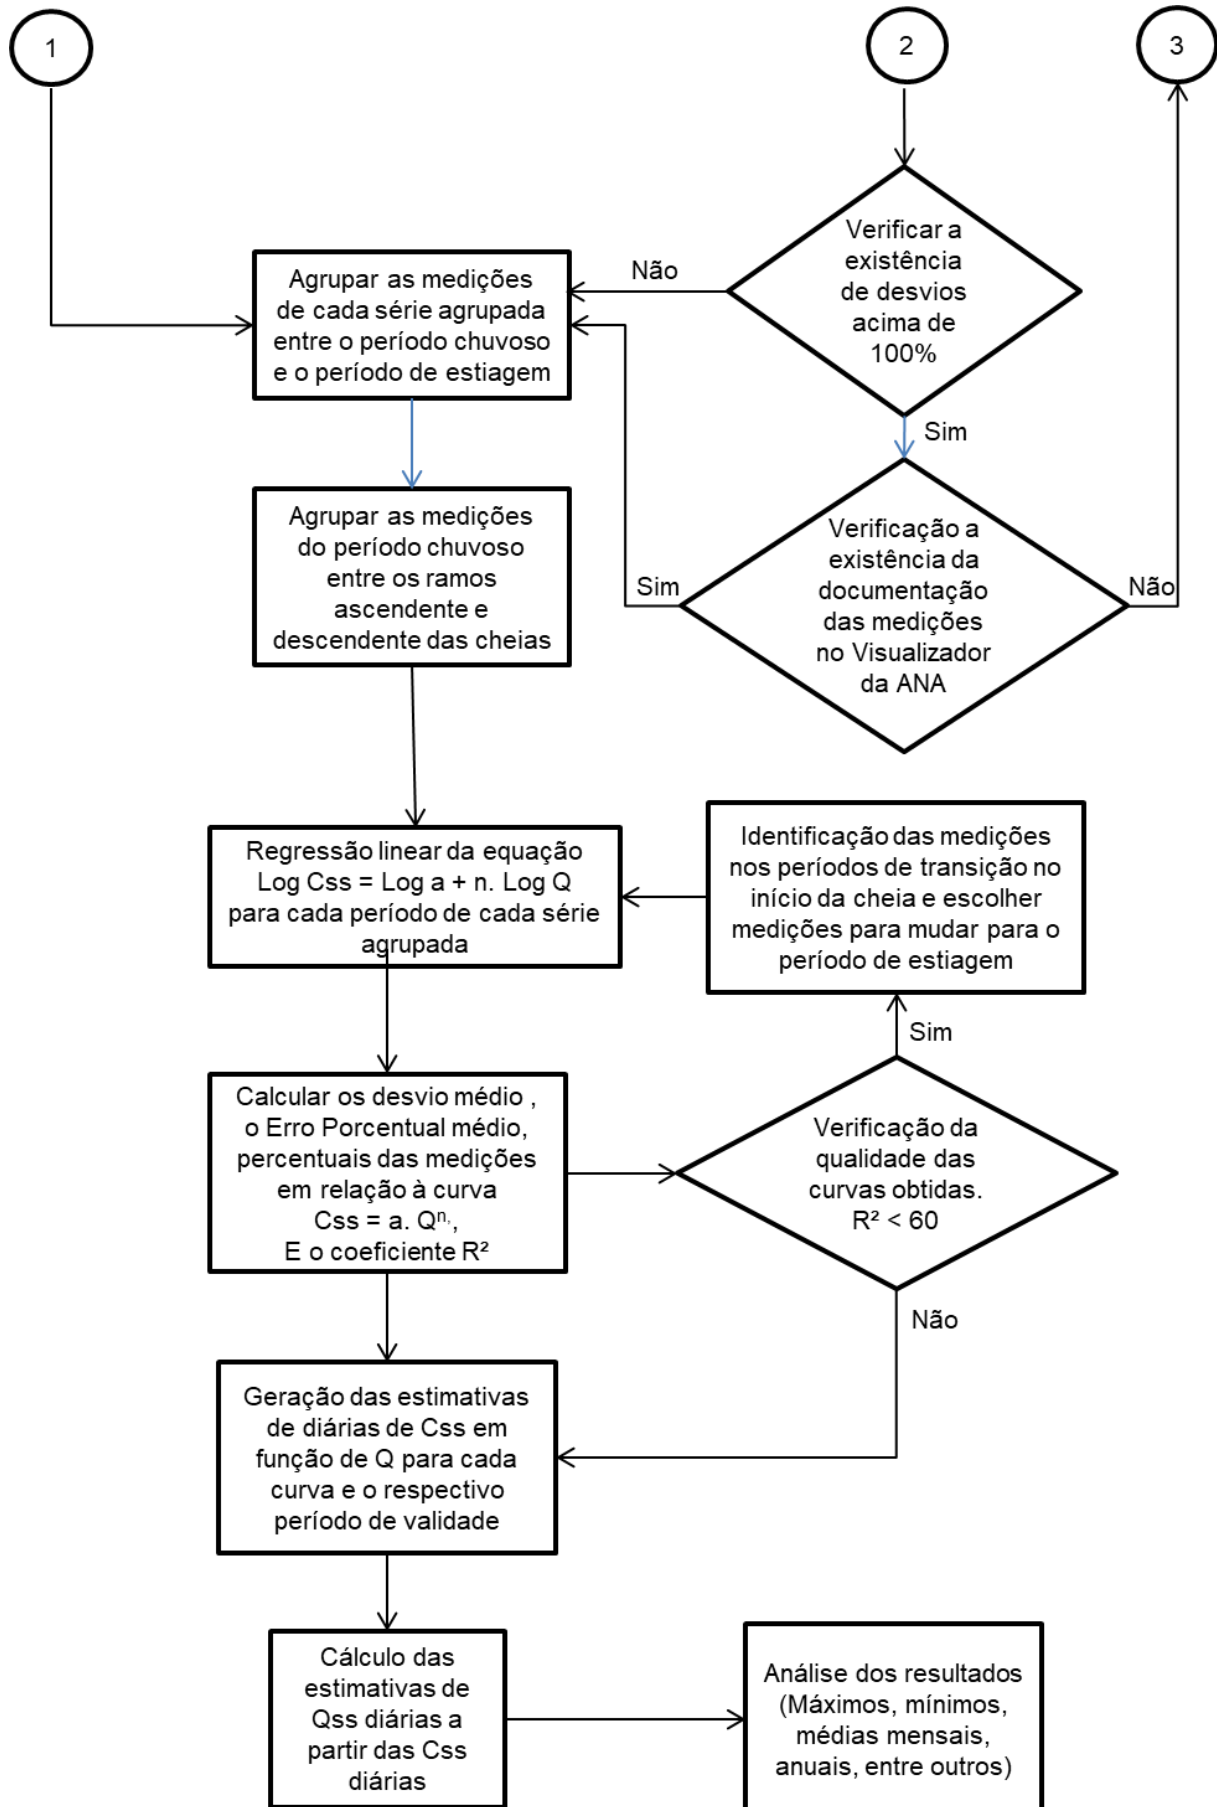 1
2
3
Verificar a
existência
de desvios
acima de
100%
Não
Agrupar as medições
de cada série agrupada
entre o período chuvoso
e o período de estiagem
Sim
Agrupar as medições
do período chuvoso
entre os ramos
ascendente e
descendente das cheias
Verificação a
existência da
documentação
das medições
no Visualizador
da ANA
Sim
Não
Regressão linear da equação
Log Css = Log a + n. Log Q
para cada período de cada série
agrupada
Identificação das medições
nos períodos de transição no
início da cheia e escolher
medições para mudar para o
período de estiagem
Sim
Calcular os desvio médio ,
o Erro Porcentual médio,
percentuais das medições
em relação à curva
Css = a. Qⁿ,,
E o coeficiente R²
Verificação da
qualidade das
curvas obtidas.
R² < 60
Não
Geração das estimativas
de diárias de Css em
função de Q para cada
curva e o respectivo
período de validade
Cálculo das
estimativas de
Qss diárias a
partir das Css
diárias
Análise dos resultados
(Máximos, mínimos,
médias mensais,
anuais, entre outros)